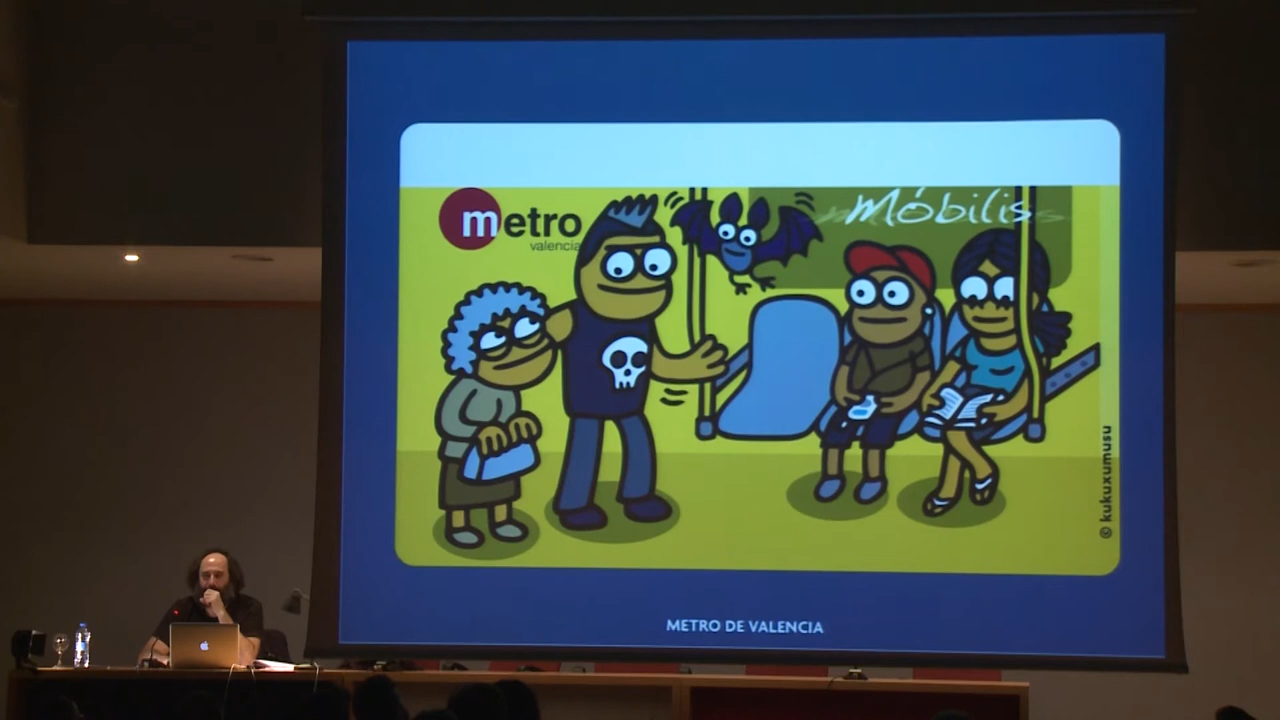 metro
valencia
Móbilis
© kukuxumusu
METRO DE VALENCIA